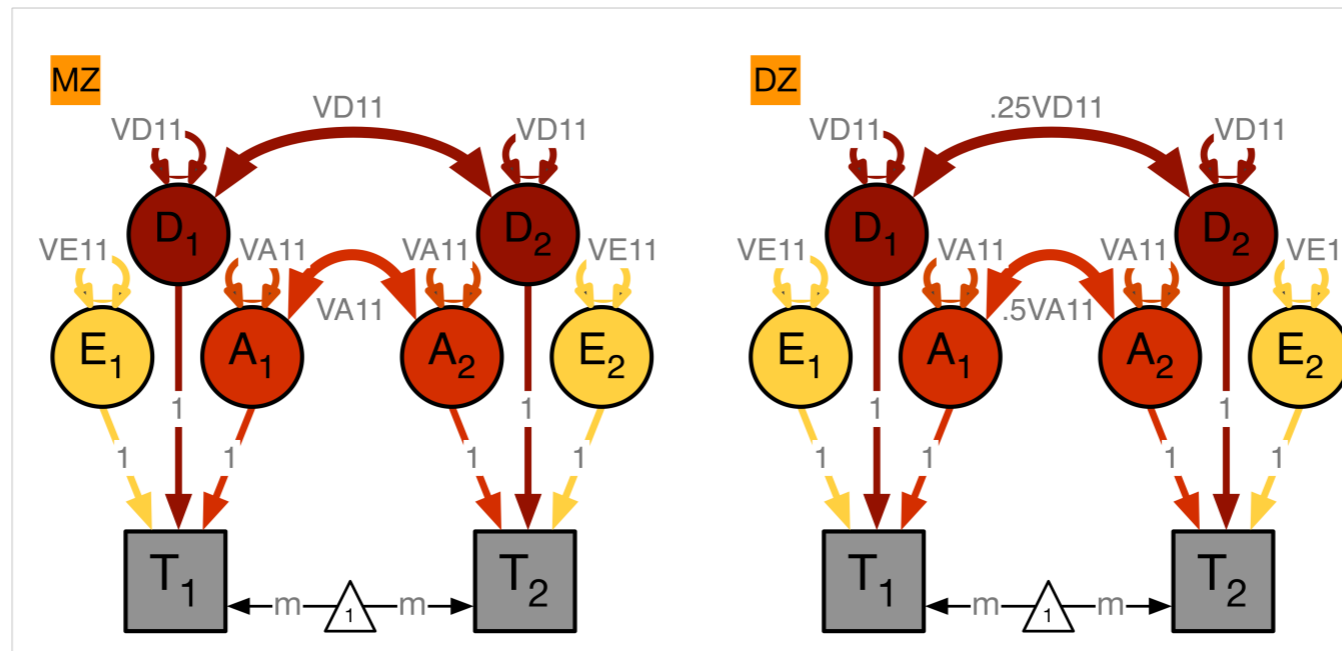 MZ
VD11
VD11 VD11
D1 D2
VE11 VA11 VA11 VE11
VA11
E1 A1 A2 E2
1 1
1 1 1 1
T1 T2
m 1 m
DZ
.25VD11
VD11 VD11
D1 D2
VE11 VA11 VA11 VE1
.5VA11
E1 A1 A2 E2
1 1
1 1 1 1
T1 T2
m 1 m